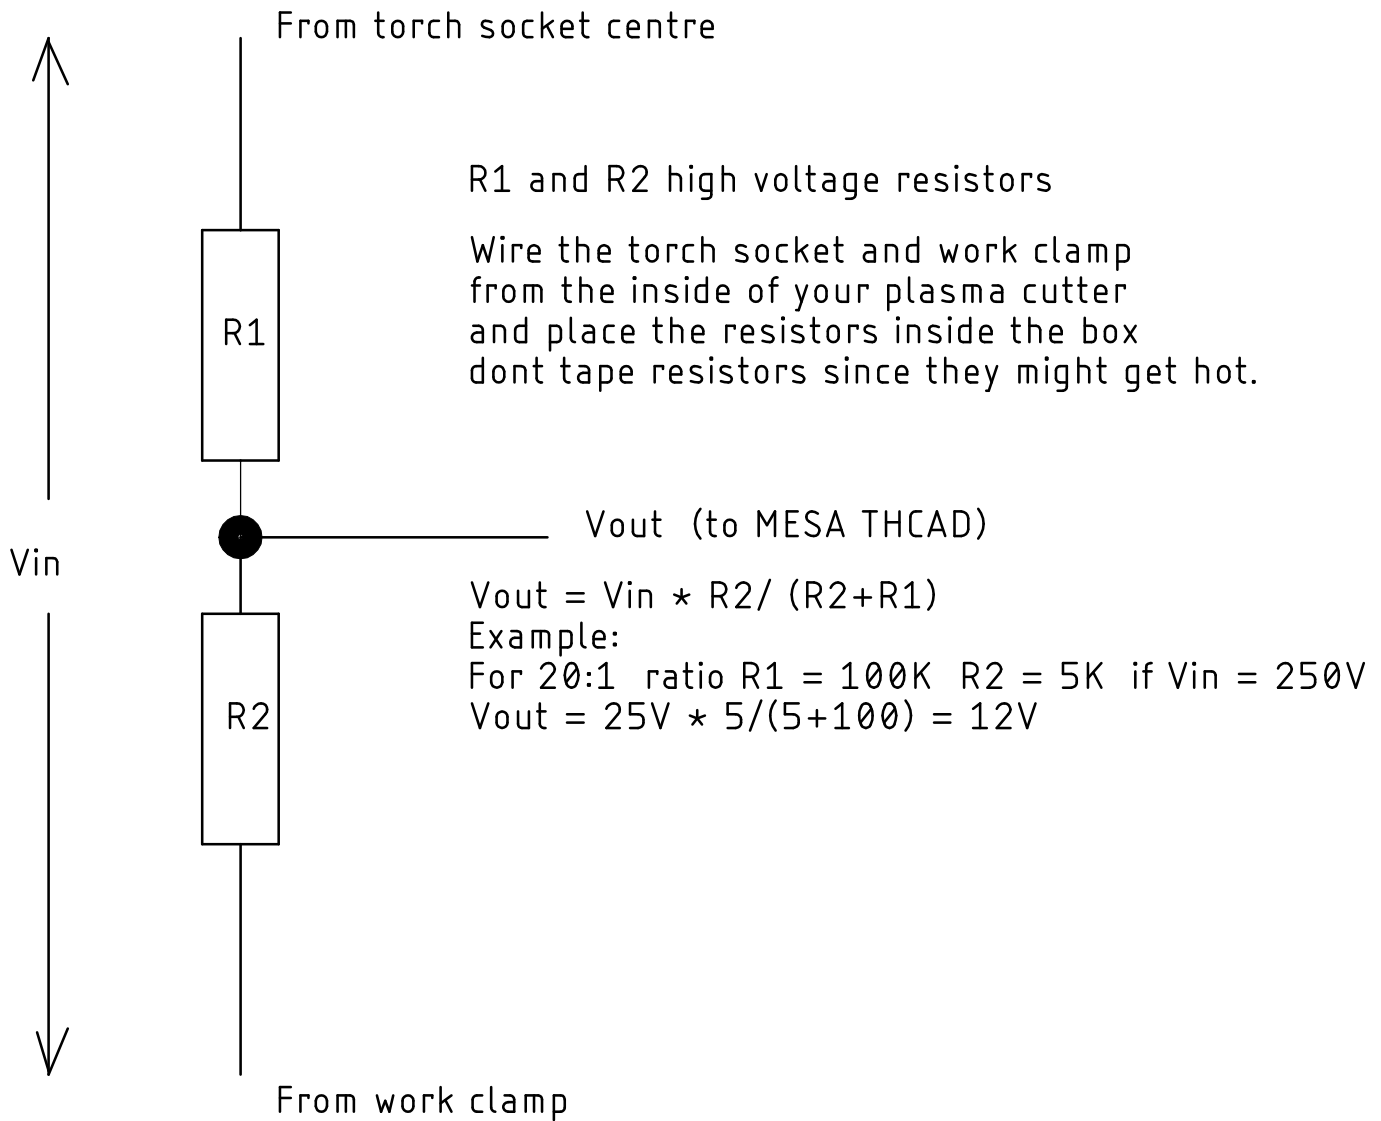 From torch socket centre
R1 and R2 high voltage resistors
Wire the torch socket and work clamp
from the inside of your plasma cutter
and place the resistors inside the box
dont tape resistors since they might get hot.
R1
Vout (to MESA THCAD)
Vin
Vout = Vin * R2/ (R2+R1)
Example:
For 20:1 ratio R1 = 100K R2 = 5K if Vin = 250V
Vout = 25V * 5/(5+100) = 12V
R2
From work clamp